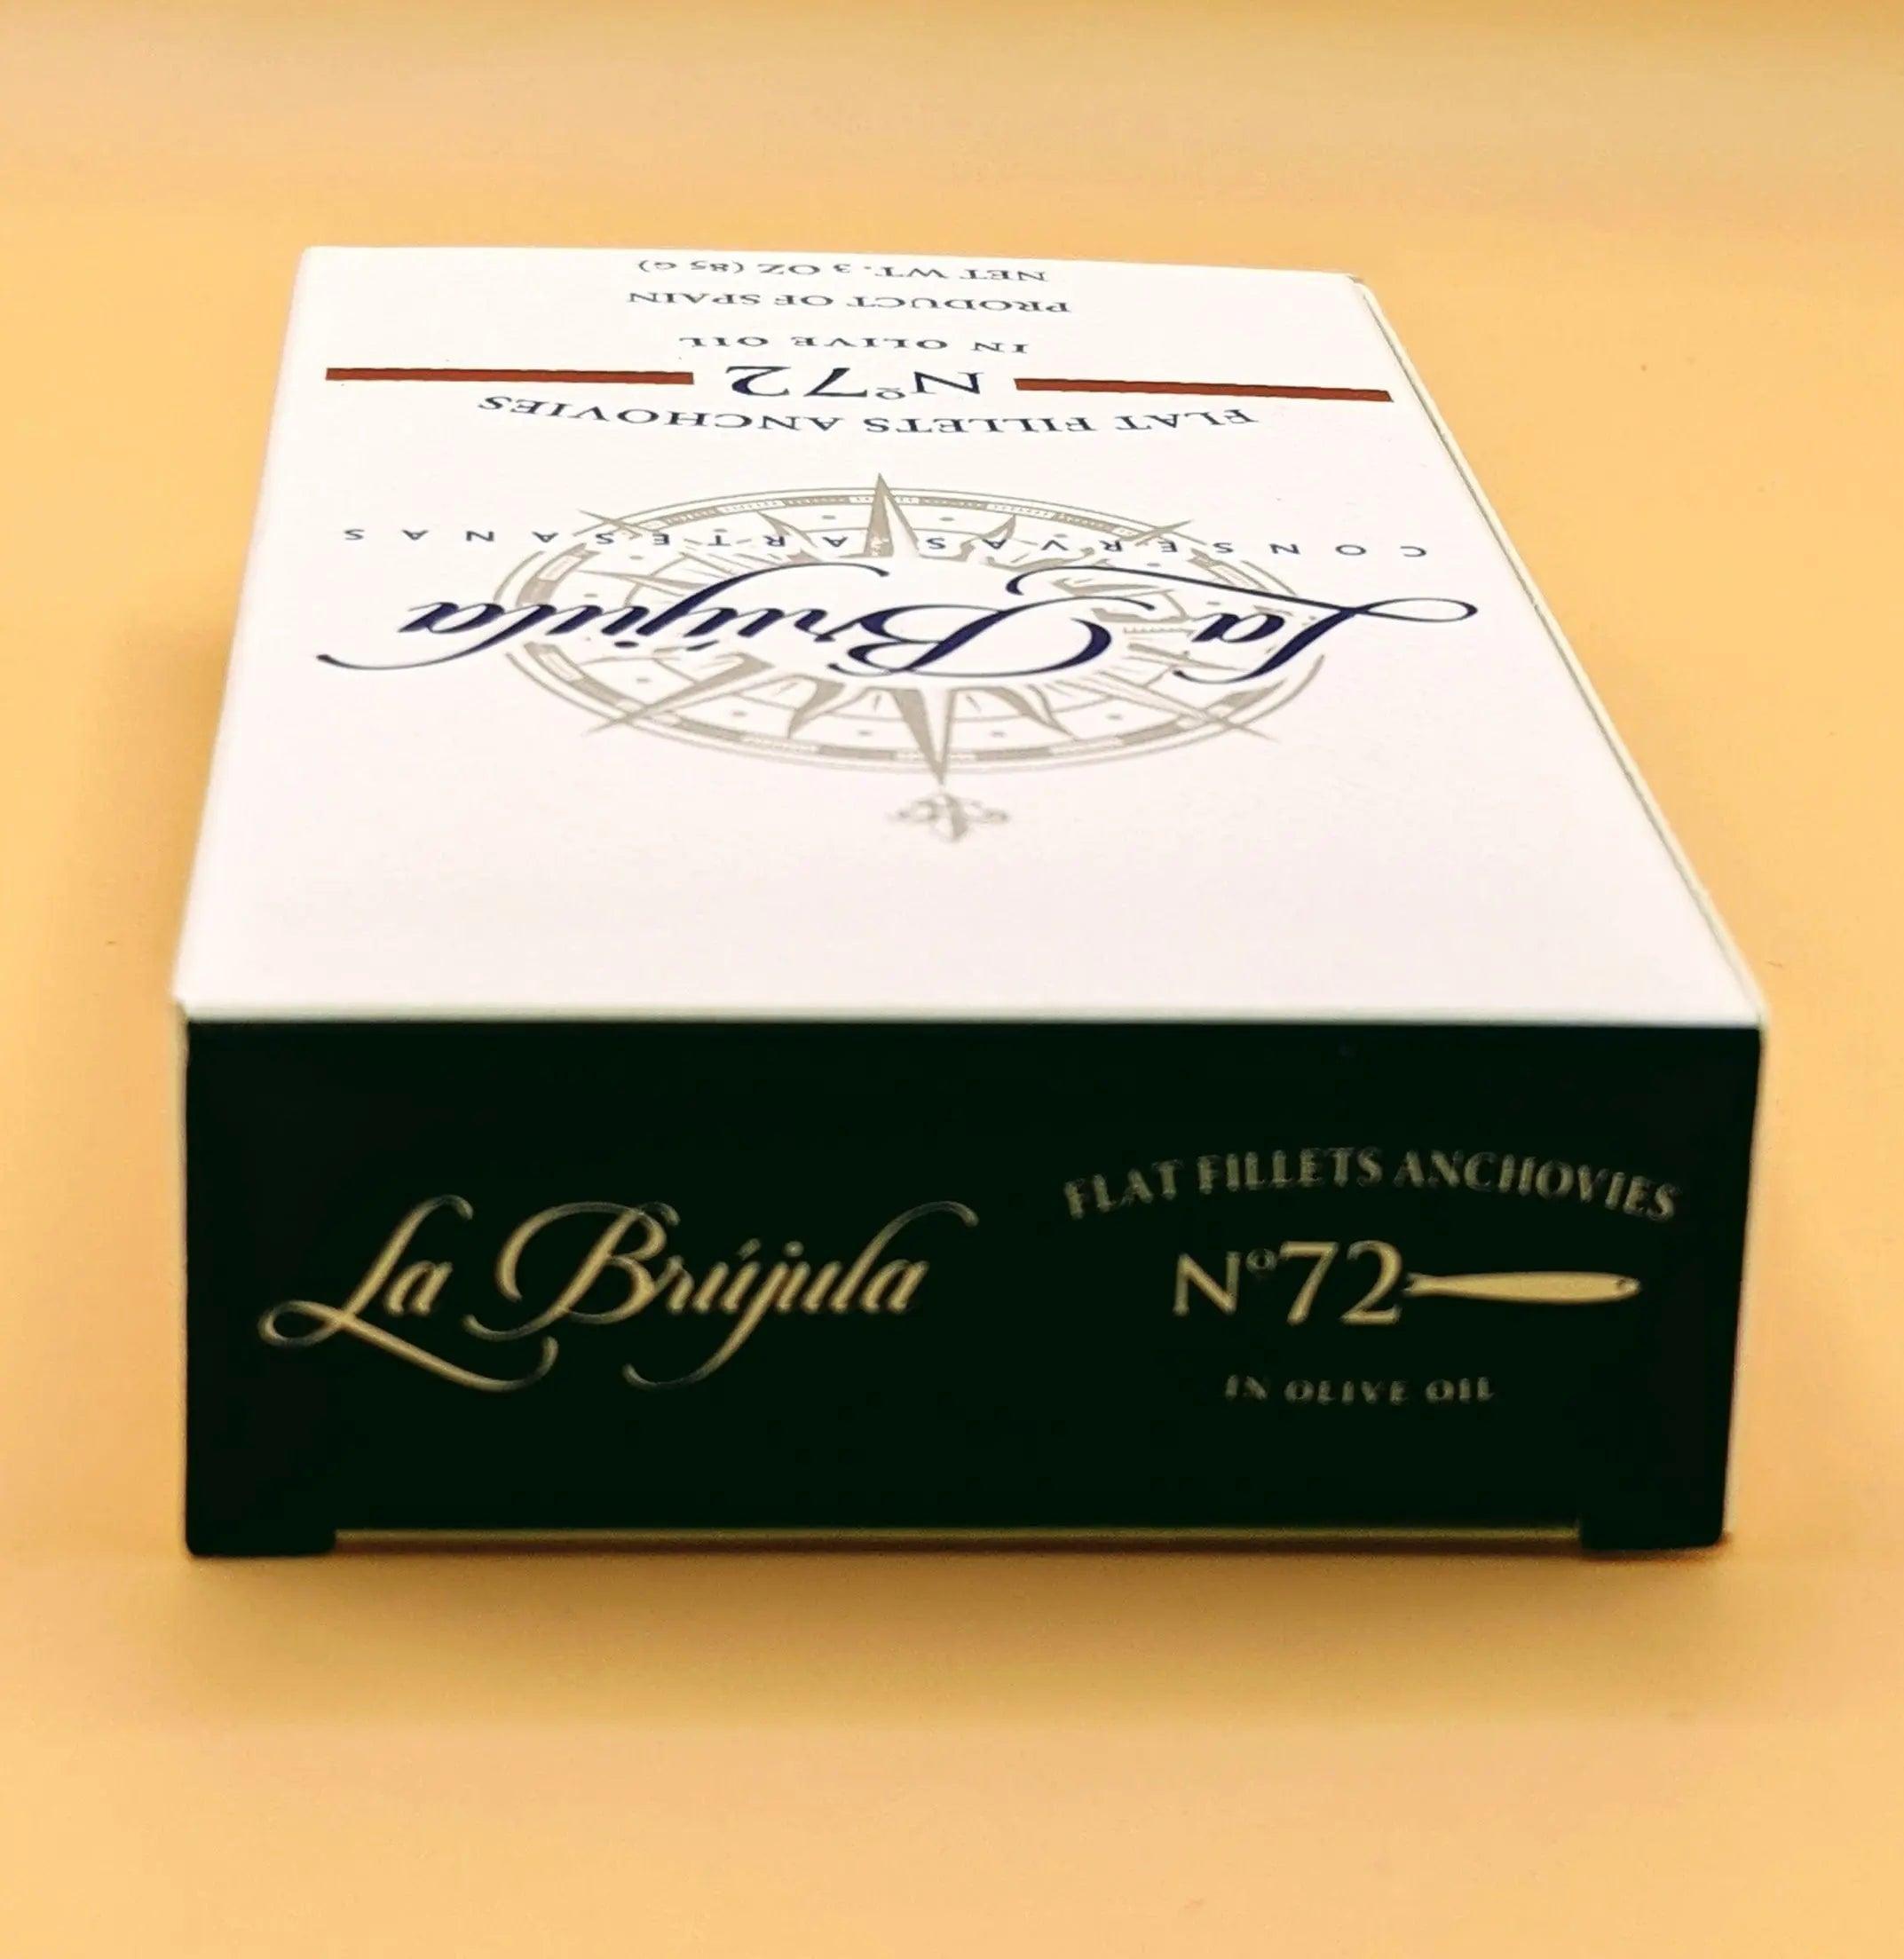 La Brújula
CONSERVAS ARTESANAS
FLAT FILLETS ANCHOVIES
Nº72
IN OLIVE OIL
PRODUCT OF SPAIN
NET WT. 3 OZ (85 G)
La Brújula
FLAT FILLETS ANCHOVIES
Nº72
IN OLIVE OIL